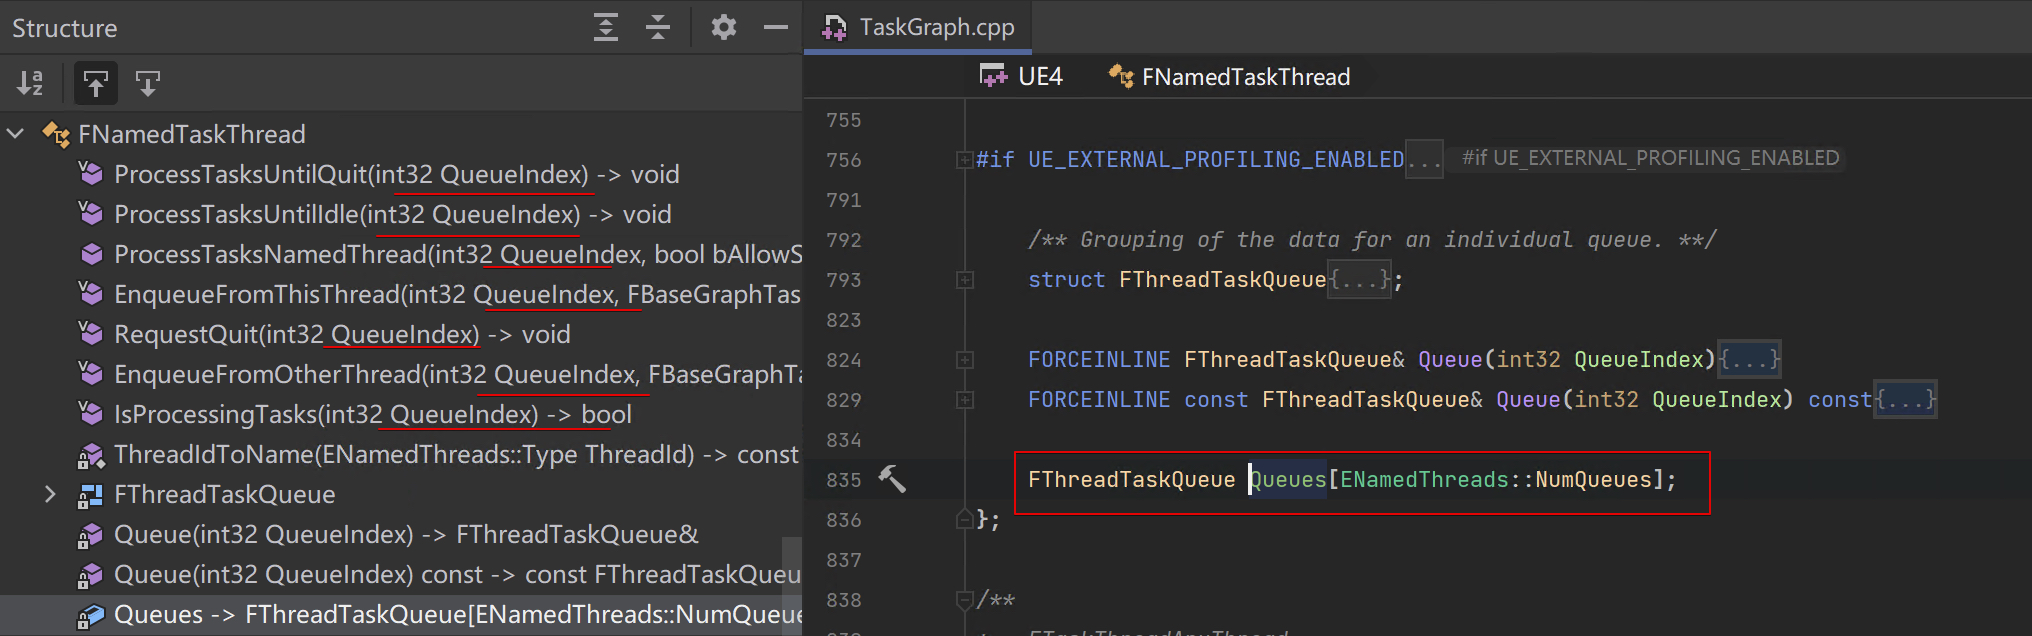 Structure
FNamedTaskThread
ProcessTasksUntilQuit(int32 QueueIndex) -> void
ProcessTasksUntilIdle(int32 QueueIndex) -> void
ProcessTasksNamedThread(int32 QueueIndex, bool bAllowS
EnqueueFromThisThread(int32 QueueIndex, FBaseGraphTas
RequestQuit(int32 QueueIndex) -> void
EnqueueFromOtherThread(int32 QueueIndex, FBaseGraphTa
IsProcessingTasks(int32 QueueIndex) -> bool
ThreadIdToName(ENamedThreads::Type ThreadId) -> const
FThreadTaskQueue
Queue(int32 QueueIndex) -> FThreadTaskQueue&
Queue(int32 QueueIndex) const -> const FThreadTaskQueu
Queues -> FThreadTaskQueue[ENamedThreads::NumQueue
TaskGraph.cpp
UE4 FNamedTaskThread
755
756 #if UE_EXTERNAL_PROFILING_ENABLED... #if UE_EXTERNAL_PROFILING_ENABLED
791
792 /** Grouping of the data for an individual queue. **/
793 struct FThreadTaskQueue{...};
823
824 FORCEINLINE FThreadTaskQueue& Queue(int32 QueueIndex){...}
829 FORCEINLINE const FThreadTaskQueue& Queue(int32 QueueIndex) const{...}
834
835 FThreadTaskQueue Queues[ENamedThreads::NumQueues];
836 };
837
838 /**